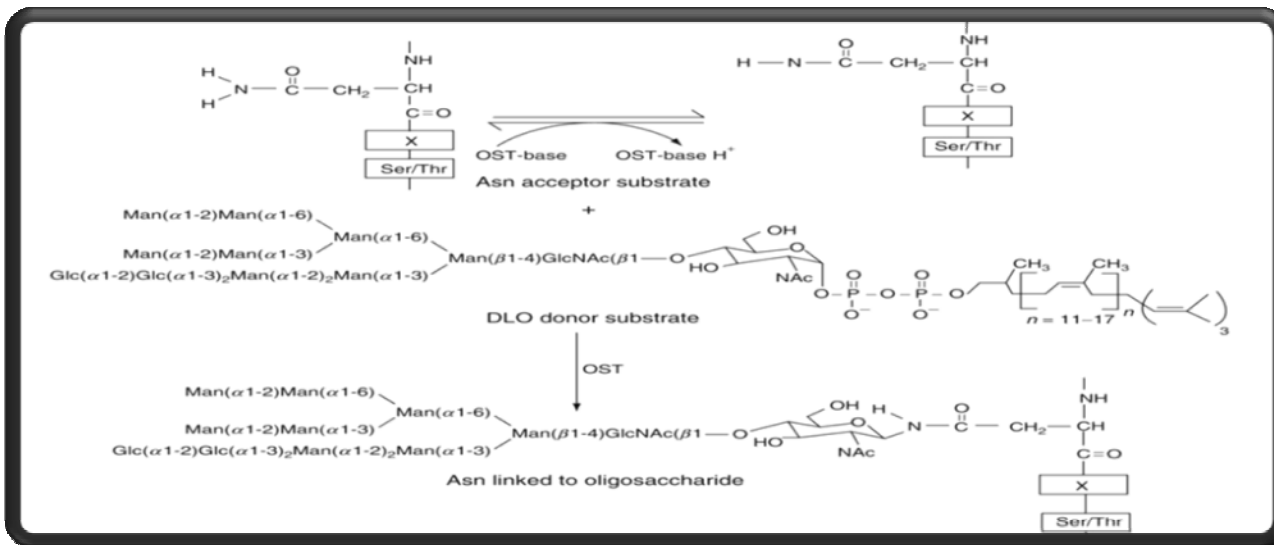 NH
H
H
N — C — CH₂ — CH
O
C=O
X
Ser/Thr
OST-base
OST-base H⁺
NH
H — N — C — CH₂ — CH
O
C=O
X
Ser/Thr
Asn acceptor substrate
+
Man(α1-2)Man(α1-6)
Man(α1-6)
Man(α1-2)Man(α1-3)
Man(β1-4)GlcNAc(β1—O
Glc(α1-2)Glc(α1-3)₂Man(α1-2)₂Man(α1-3)
OH
O
HO
NAc
O—P—O—P—O
O
O
O⁻
O⁻
CH₃
CH₃
n = 11–17
n
3
DLO donor substrate
OST
Man(α1-2)Man(α1-6)
Man(α1-6)
Man(α1-2)Man(α1-3)
Man(β1-4)GlcNAc(β1—O
Glc(α1-2)Glc(α1-3)₂Man(α1-2)₂Man(α1-3)
OH
O
HO
NAc
H
N — C — CH₂ — CH
O
NH
C=O
X
Ser/Thr
Asn linked to oligosaccharide